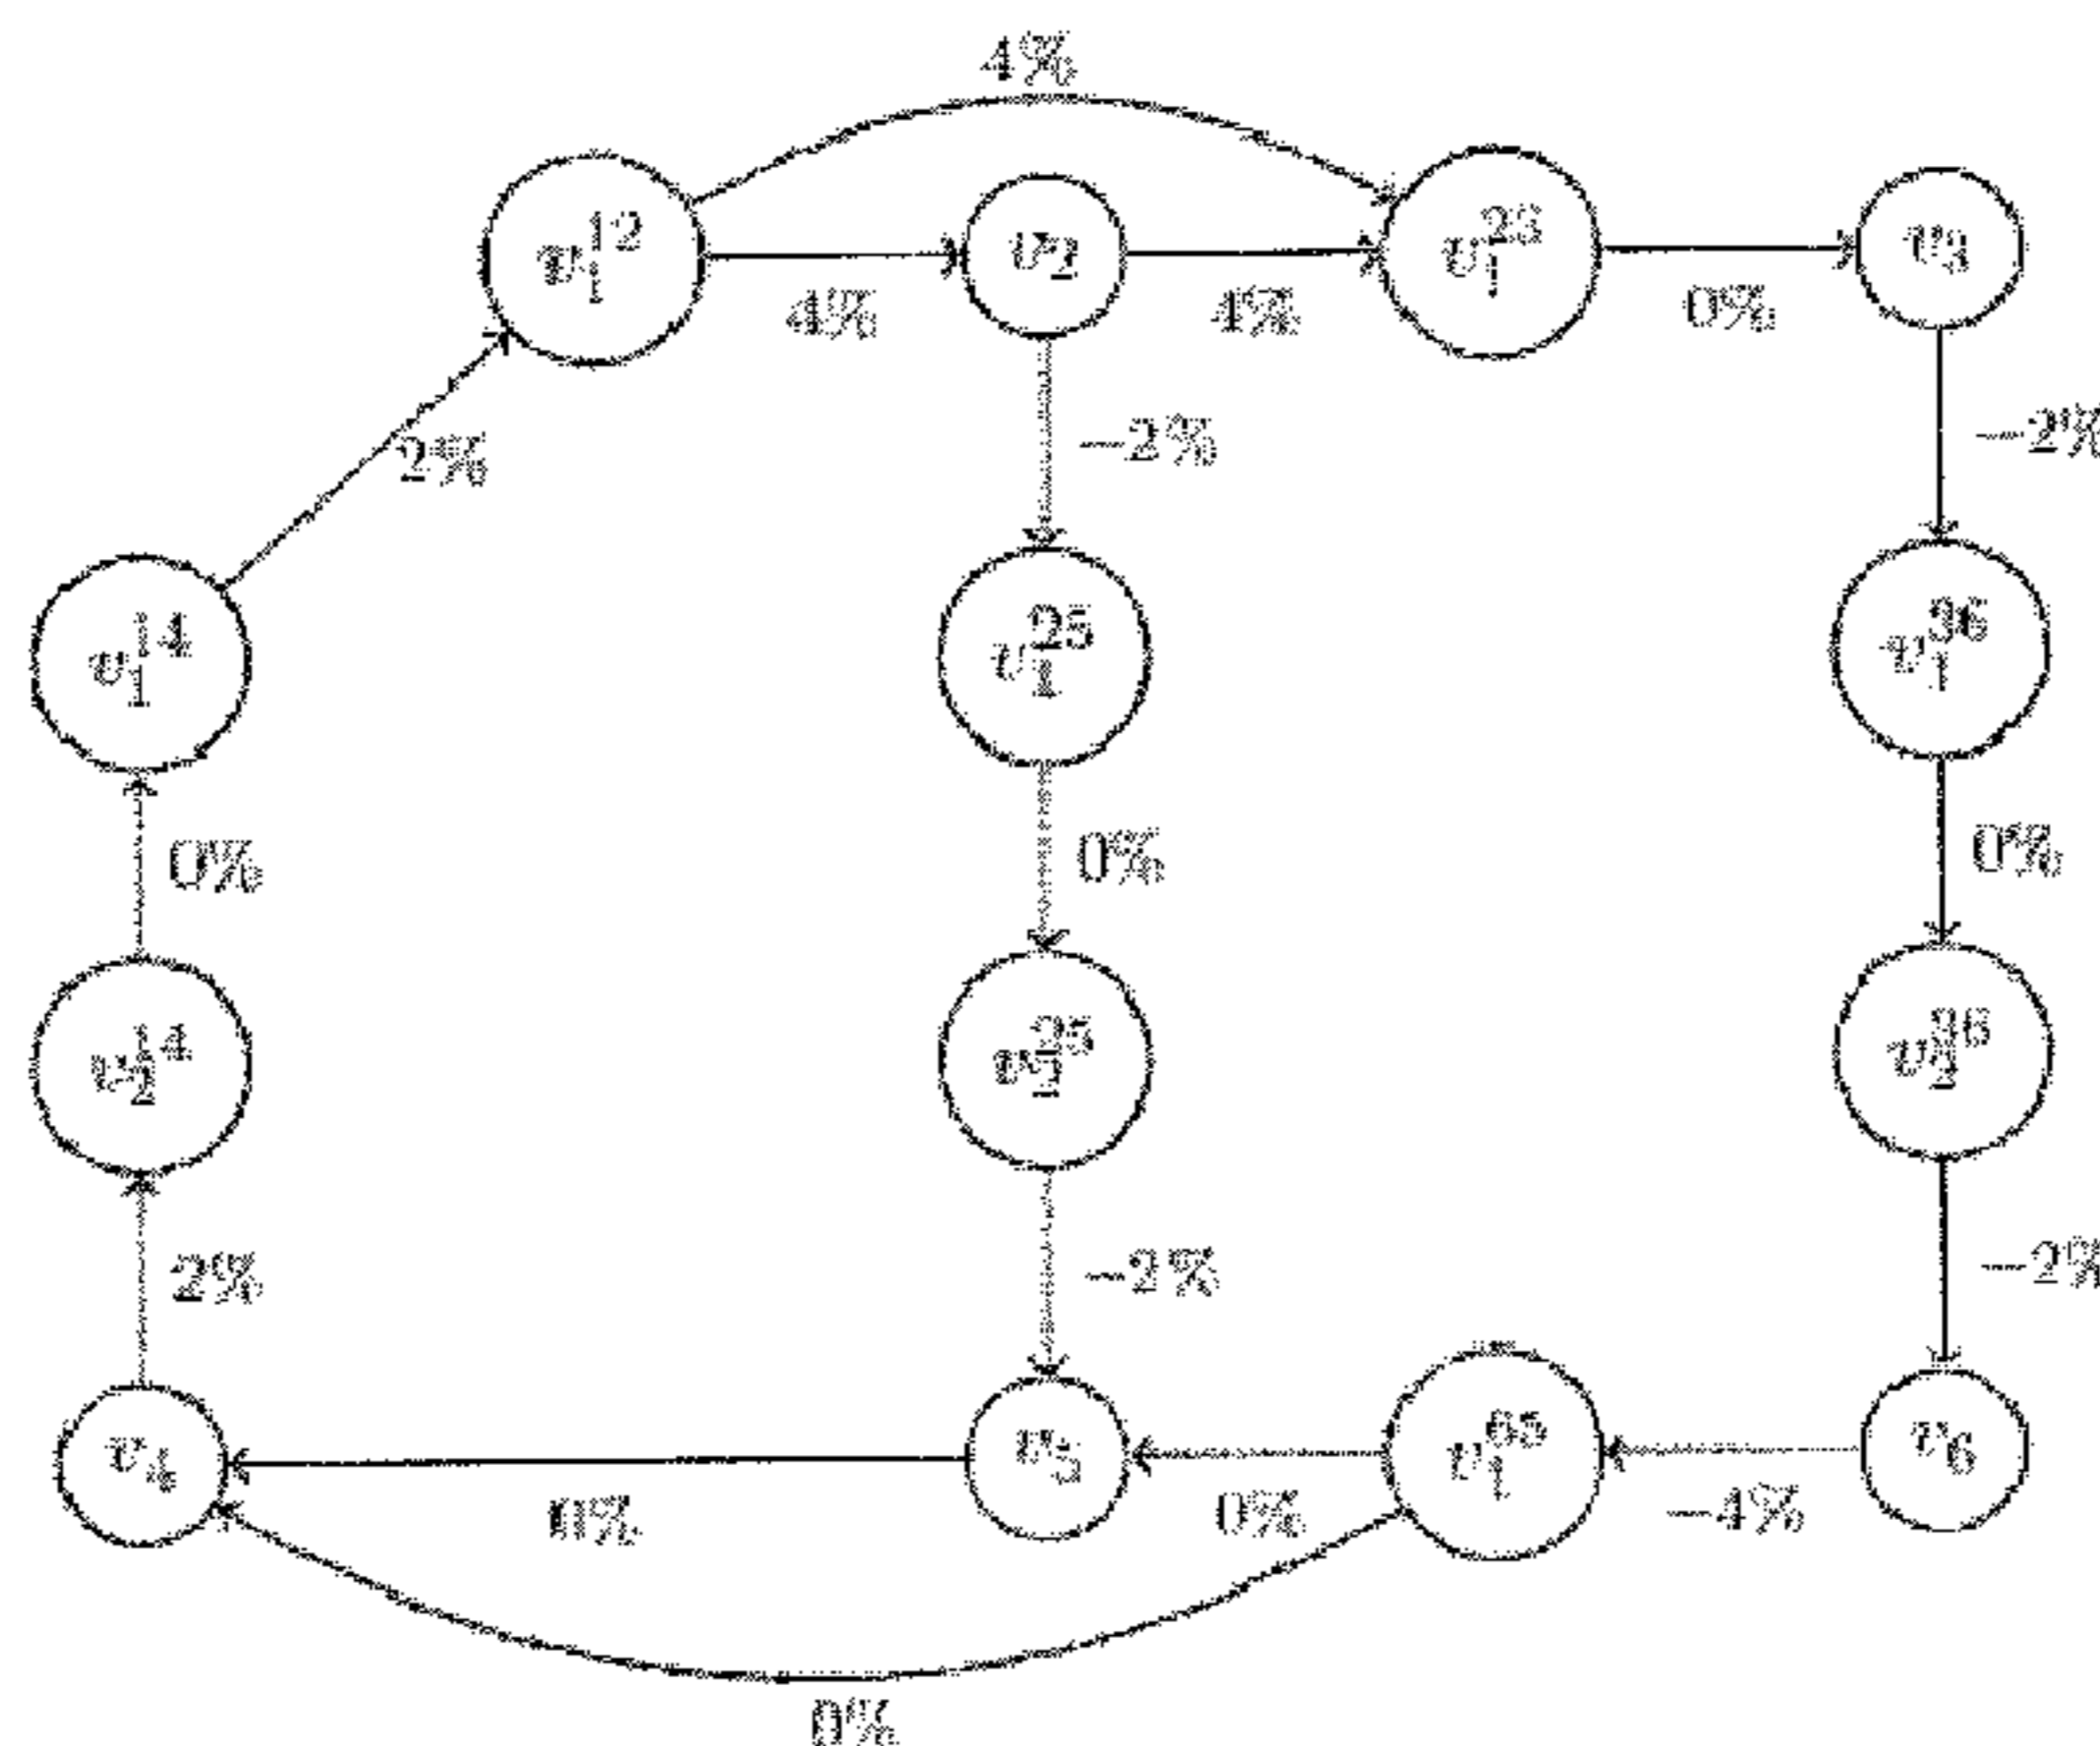 4%
v_1^{12} v_2 v_1^{23} v_3
4% 4% 0%
2% -2% -2%
v_1^{14} v_1^{25} v_1^{36}
0% 0% 0%
v_2^{14} v_2^{25} v_2^{36}
2% -2% -2%
v_4 v_5 v_1^{65} v_6
0% 0% -4%
0%